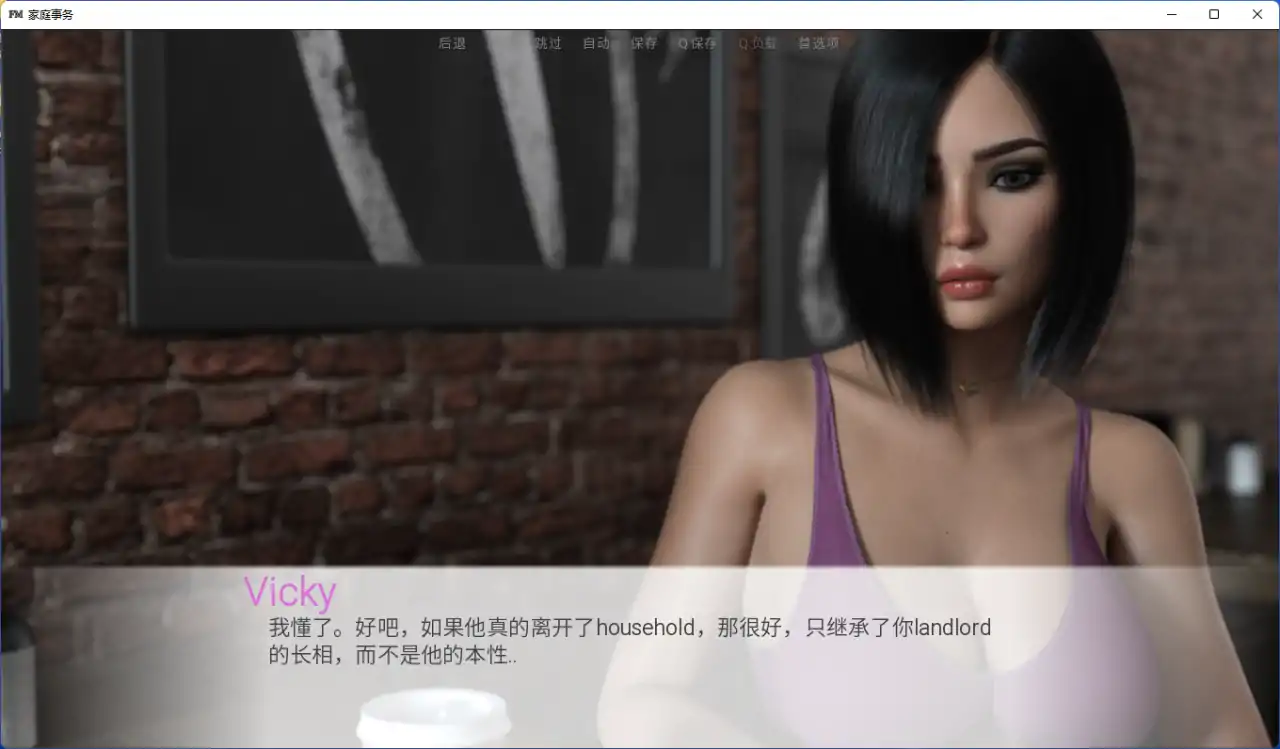 FM 家庭事务
后退 跳过 自动 保存 Q.保存 Q.负载 首选项
Vicky
我懂了。好吧，如果他真的离开了household，那很好，只继承了你landlord
的长相，而不是他的本性..